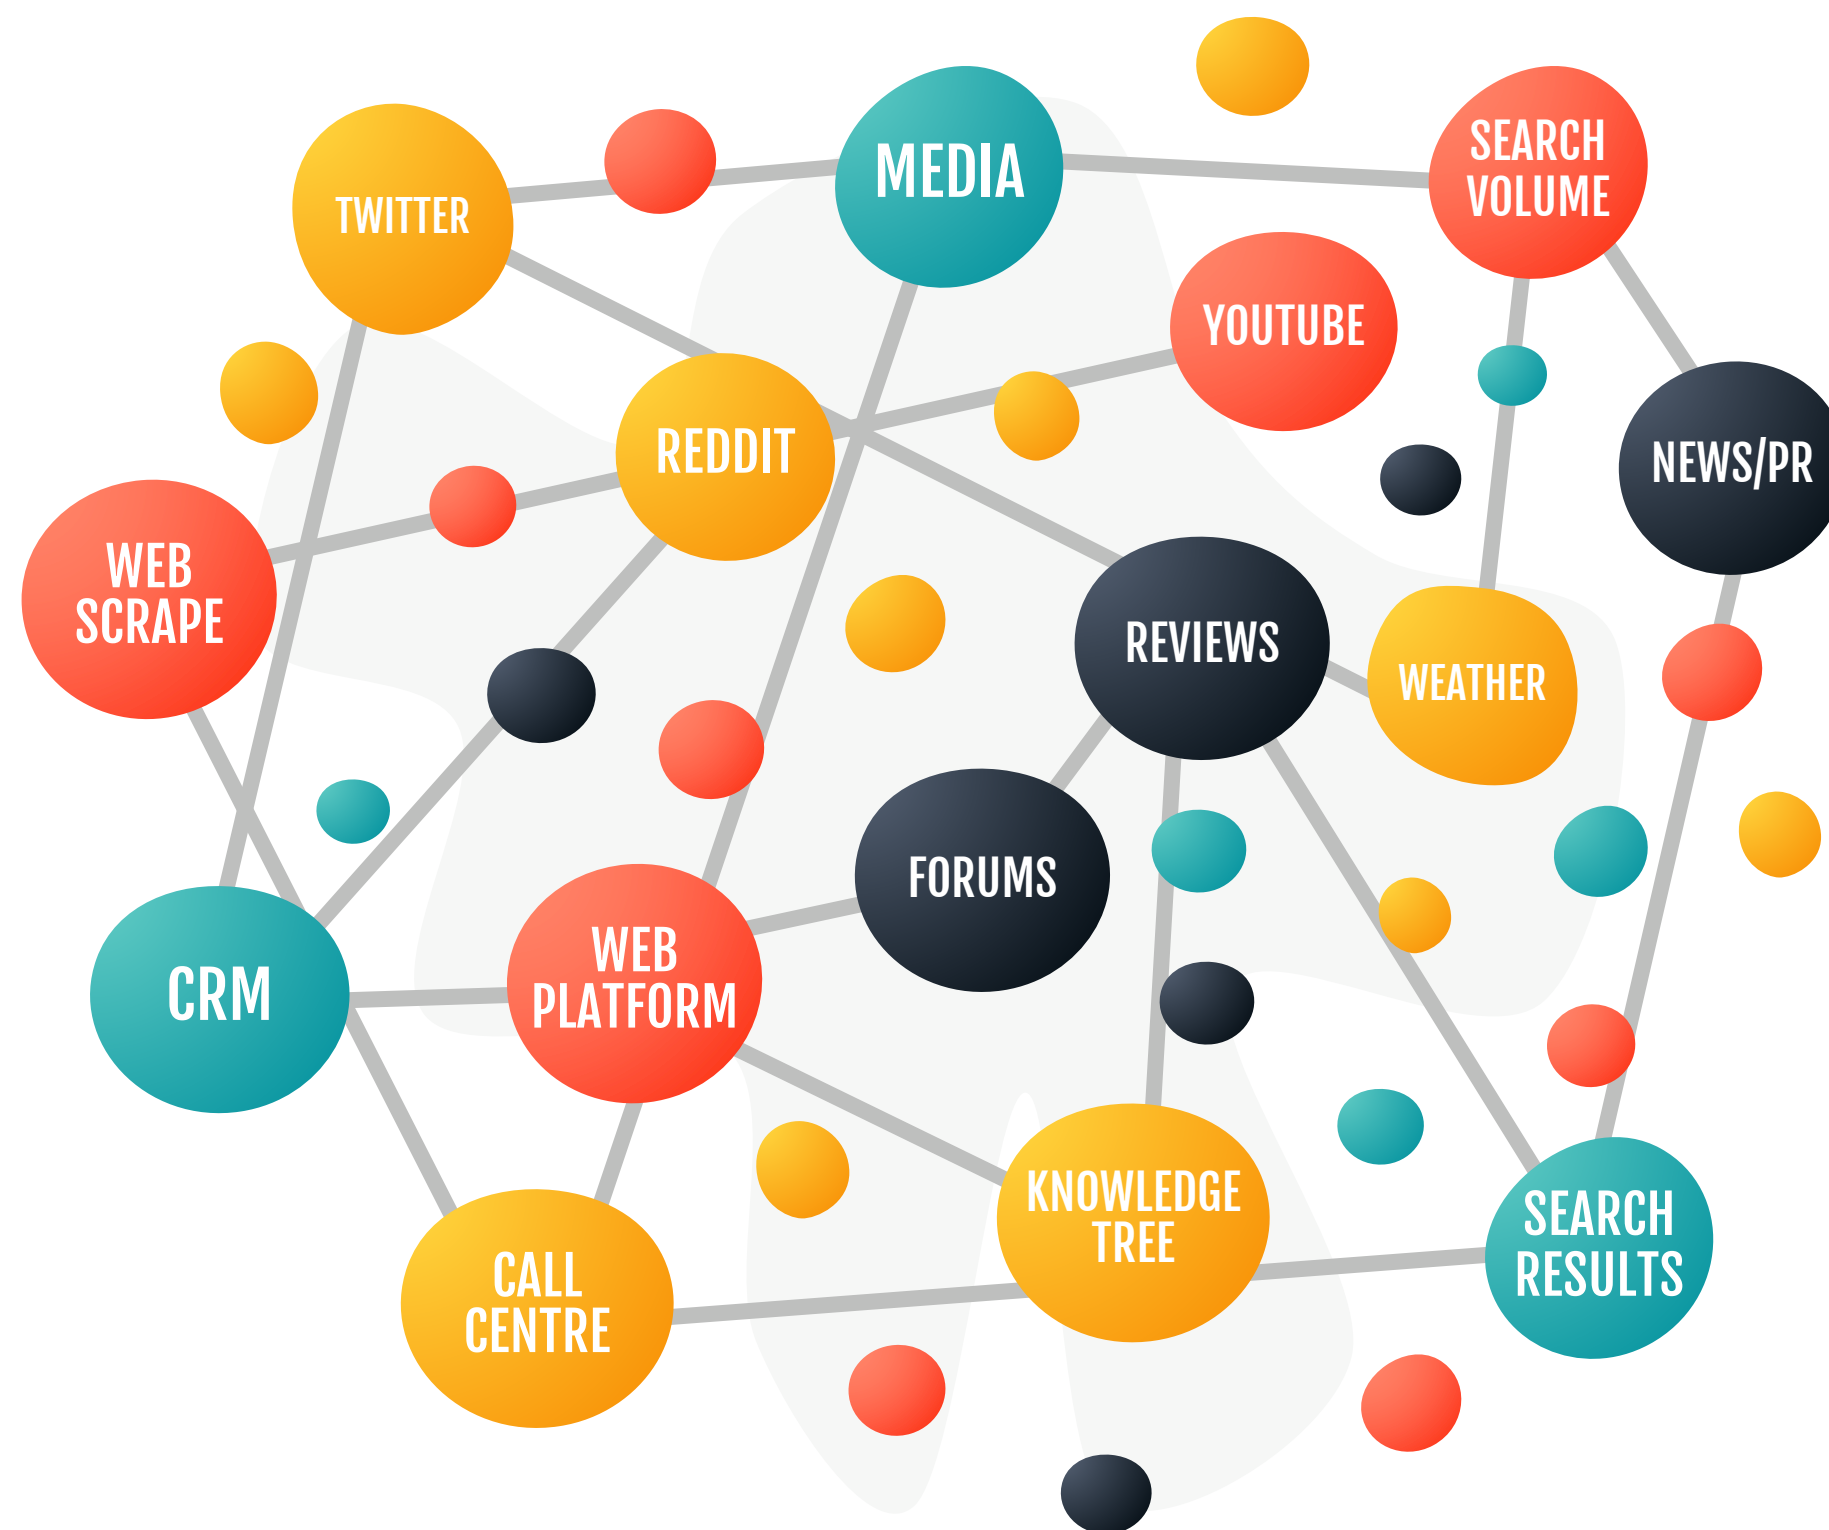 MEDIA
SEARCH
VOLUME
TWITTER
YOUTUBE
REDDIT
NEWS/PR
WEB
SCRAPE
REVIEWS
WEATHER
FORUMS
WEB
PLATFORM
CRM
KNOWLEDGE
TREE
SEARCH
RESULTS
CALL
CENTRE